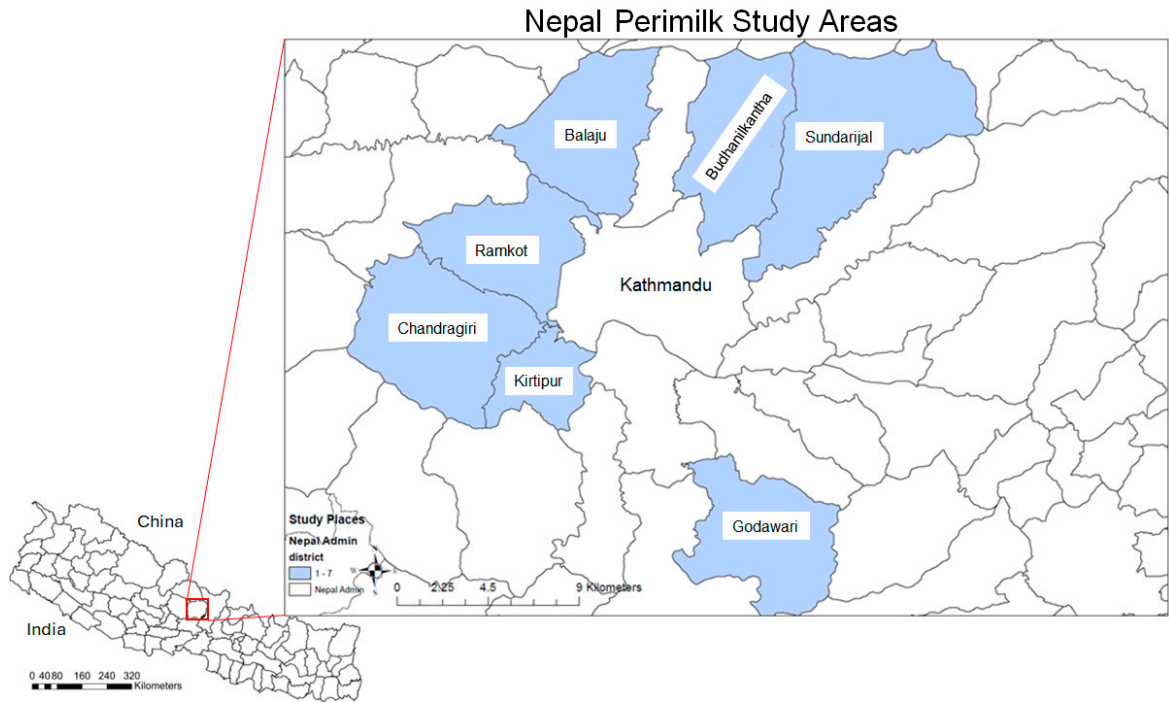 Nepal Perimilk Study Areas
Balaju
Budhanilkantha
Sundarijal
Ramkot
Kathmandu
Chandragiri
Kirtipur
Godawari
Study Places
Nepal Admin
district
1 - 7
Nepal Admin
W N E S
0 2.25 4.5 9 Kilometers
China
India
0 40 80 160 240 320
Kilometers